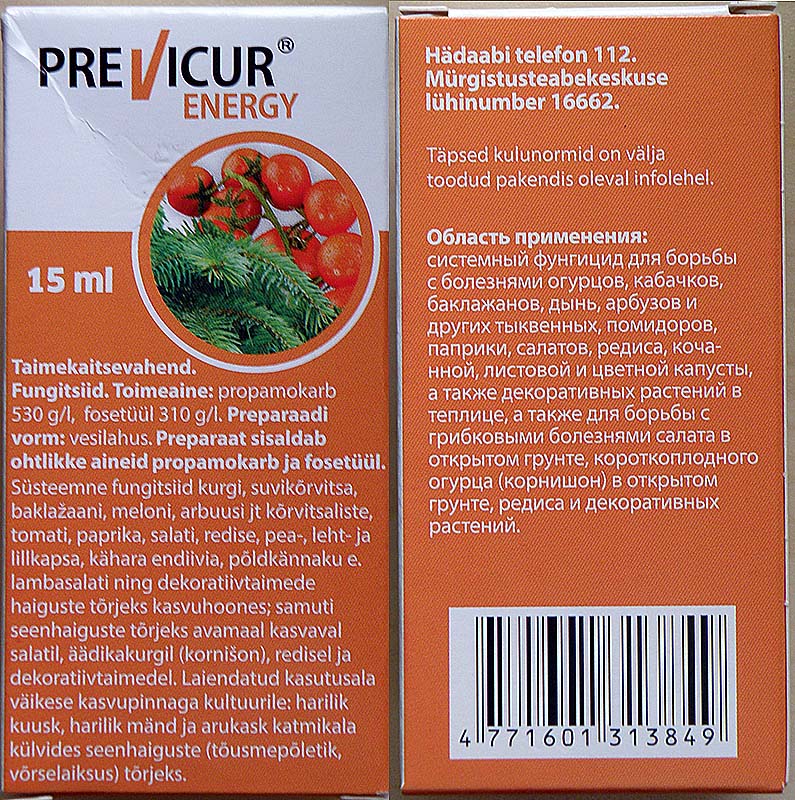 PREVICUR®
ENERGY
15 ml
Taimekaitsevahend.
Fungitsiid. Toimeaine: propamokarb
530 g/l, fosetüül 310 g/l. Preparaadi
vorm: vesilahus. Preparaat sisaldab
ohtlikke aineid propamokarb ja fosetüül.
Süsteemne fungitsiid kurgi, suvikõrvitsa,
baklažaani, meloni, arbuusi jt kõrvitsaliste,
tomati, paprika, salati, redise, pea-, leht- ja
lillkapsa, kähara endiivia, põldkännaku e.
lambasalati ning dekoratiivtaimede
haiguste tõrjeks kasvuhoones; samuti
seenhaiguste tõrjeks avamaal kasvaval
salatil, äädikakurgil (kornišon), redisel ja
dekoratiivtaimedel. Laiendatud kasutusala
väikese kasvupinnaga kultuurile: harilik
kuusk, harilik mänd ja arukask katmikala
külvides seenhaiguste (tõusmepõletik,
võrselaiksus) tõrjeks.
Hädaabi telefon 112.
Mürgistusteabekeskuse
lühinumber 16662.
Täpsed kulunormid on välja
toodud pakendis oleval infolehel.
Область применения:
системный фунгицид для борьбы
с болезнями огурцов, кабачков,
баклажанов, дынь, арбузов и
других тыквенных, помидоров,
паприки, салатов, редиса, коча-
нной, листовой и цветной капусты,
а также декоративных растений в
теплице, а также для борьбы с
грибковыми болезнями салата в
открытом грунте, короткоплодного
огурца (корнишон) в открытом
грунте, редиса и декоративных
растений.
4 771601 313849